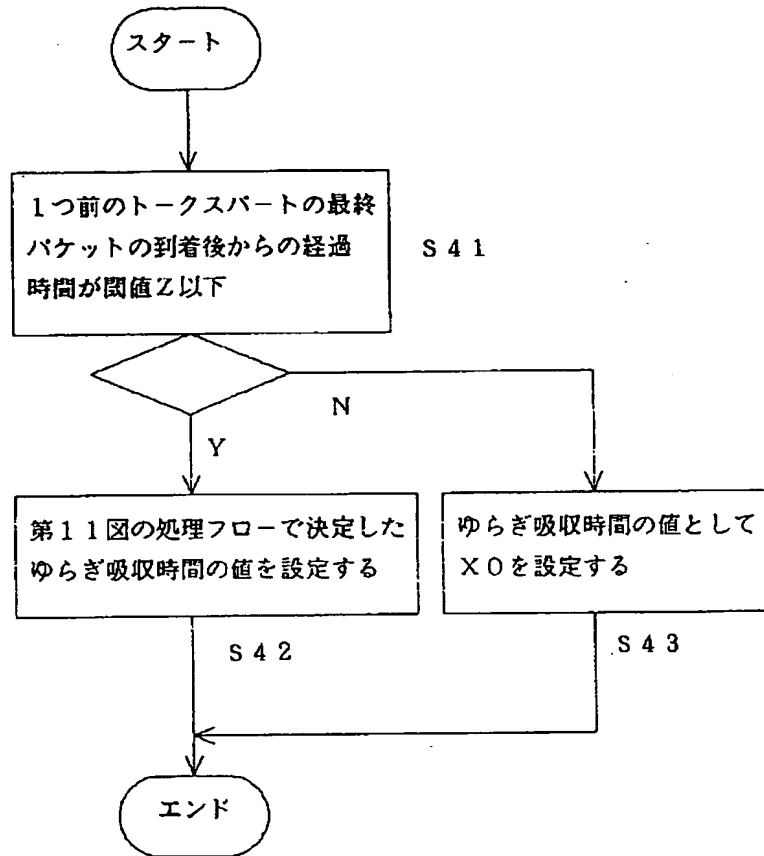 スタート
1つ前のトークスパートの最終
パケットの到着後からの経過
時間が閾値Z以下
S41
N
Y
第11図の処理フローで決定した
ゆらぎ吸収時間の値を設定する
ゆらぎ吸収時間の値として
X0を設定する
S42
S43
エンド